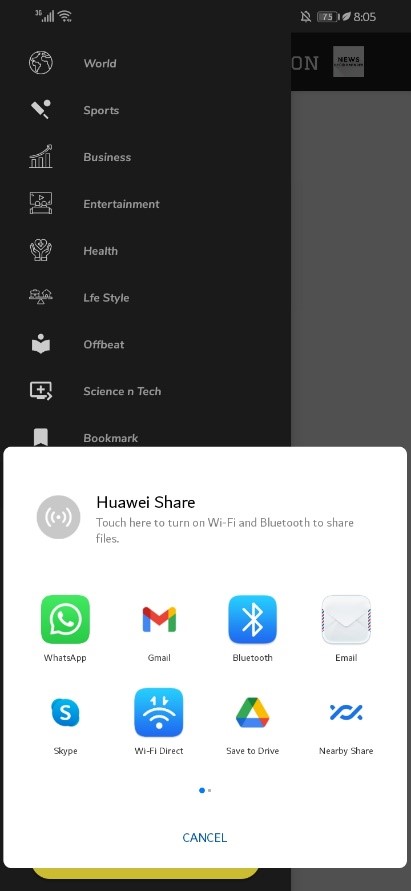 3G
75
8:05
World
ON
NEWS
Sports
Business
Entertainment
Health
Lfe Style
Offbeat
Science n Tech
Bookmark
Huawei Share
Touch here to turn on Wi-Fi and Bluetooth to share
files.
WhatsApp
Gmail
Bluetooth
Email
Skype
Wi-Fi Direct
Save to Drive
Nearby Share
CANCEL